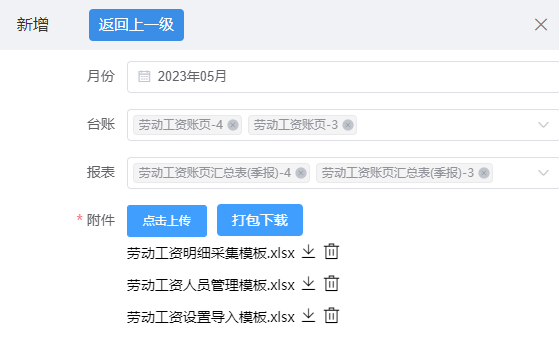 新增 返回上一级
月份 2023年05月
台账 劳动工资账页-4 劳动工资账页-3
报表 劳动工资账页汇总表(季报)-4 劳动工资账页汇总表(季报)-3
* 附件 点击上传 打包下载
劳动工资明细采集模板.xlsx
劳动工资人员管理模板.xlsx
劳动工资设置导入模板.xlsx